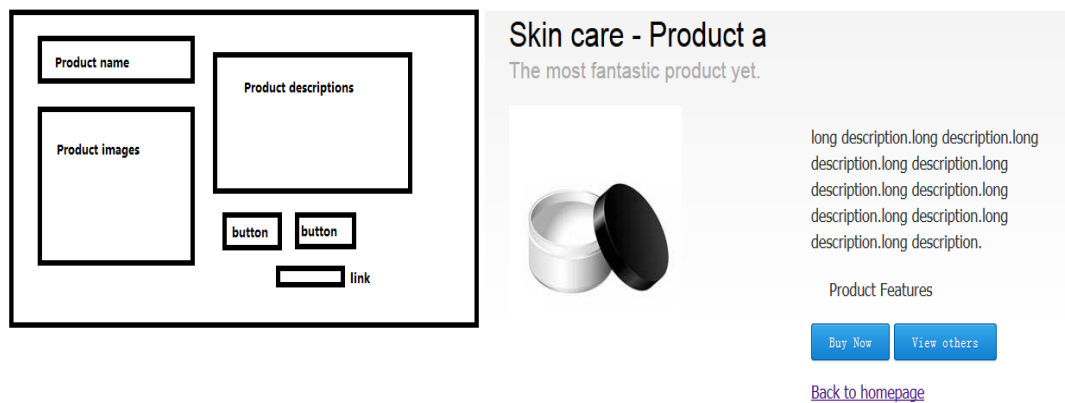 Product name
Product descriptions
Product images
button
button
link
Skin care - Product a
The most fantastic product yet.
long description.long description.long
description.long description.long
description.long description.long
description.long description.long
description.long description.
Product Features
Buy Now
View others
Back to homepage